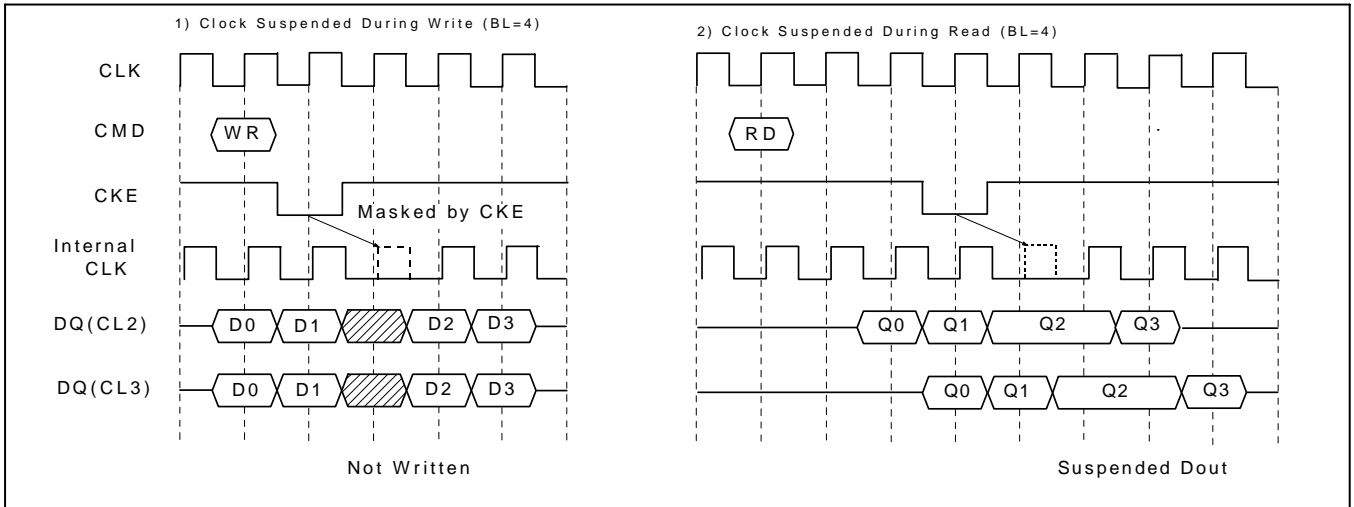 1) Clock Suspended During Write (BL=4)
2) Clock Suspended During Read (BL=4)
CLK
CMD
WR
RD
CKE
Masked by CKE
Internal
CLK
DQ(CL2)
D0 D1 D2 D3
Q0 Q1 Q2 Q3
DQ(CL3)
D0 D1 D2 D3
Q0 Q1 Q2 Q3
Not Written
Suspended Dout